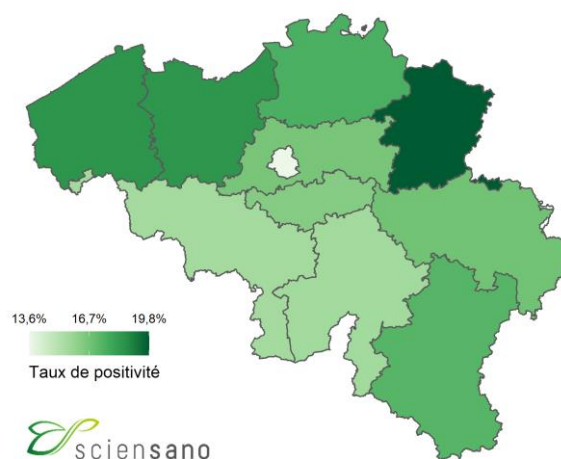 13,6% 16,7% 19,8%
Taux de positivité
sciensano